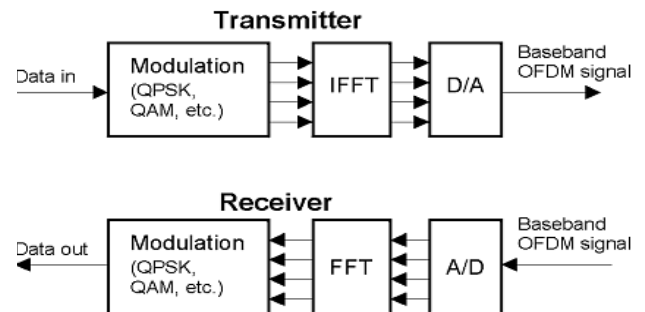 Transmitter
Data in
Modulation
(QPSK,
QAM, etc.)
IFFT
D/A
Baseband
OFDM signal
Receiver
Data out
Modulation
(QPSK,
QAM, etc.)
FFT
A/D
Baseband
OFDM signal